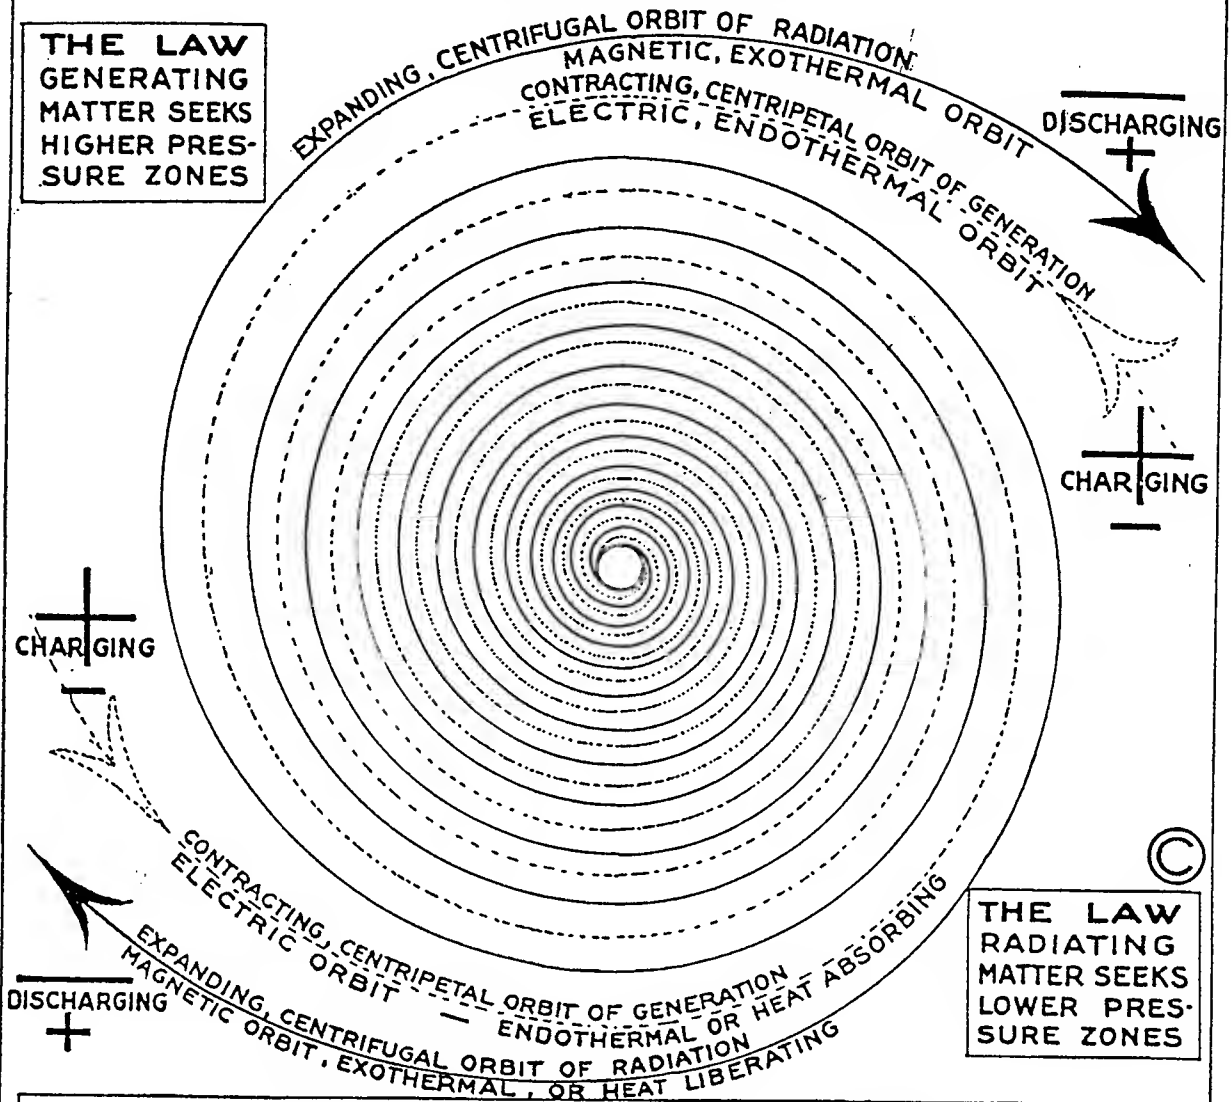 THE LAW
GENERATING
MATTER SEEKS
HIGHER PRES-
SURE ZONES
EXPANDING, CENTRIFUGAL ORBIT OF RADIATION
MAGNETIC, EXOTHERMAL ORBIT
CONTRACTING, CENTRIPETAL ORBIT OF GENERATION
ELECTRIC, ENDOTHERMAL ORBIT
—
DISCHARGING
+
+
CHARGING
—
+
CHARGING
—
CONTRACTING, CENTRIPETAL ORBIT OF GENERATION
ELECTRIC ORBIT — ENDOTHERMAL OR HEAT ABSORBING
EXPANDING, CENTRIFUGAL ORBIT OF RADIATION
MAGNETIC ORBIT, EXOTHERMAL, OR HEAT LIBERATING
—
DISCHARGING
+
©
THE LAW
RADIATING
MATTER SEEKS
LOWER PRES-
SURE ZONES